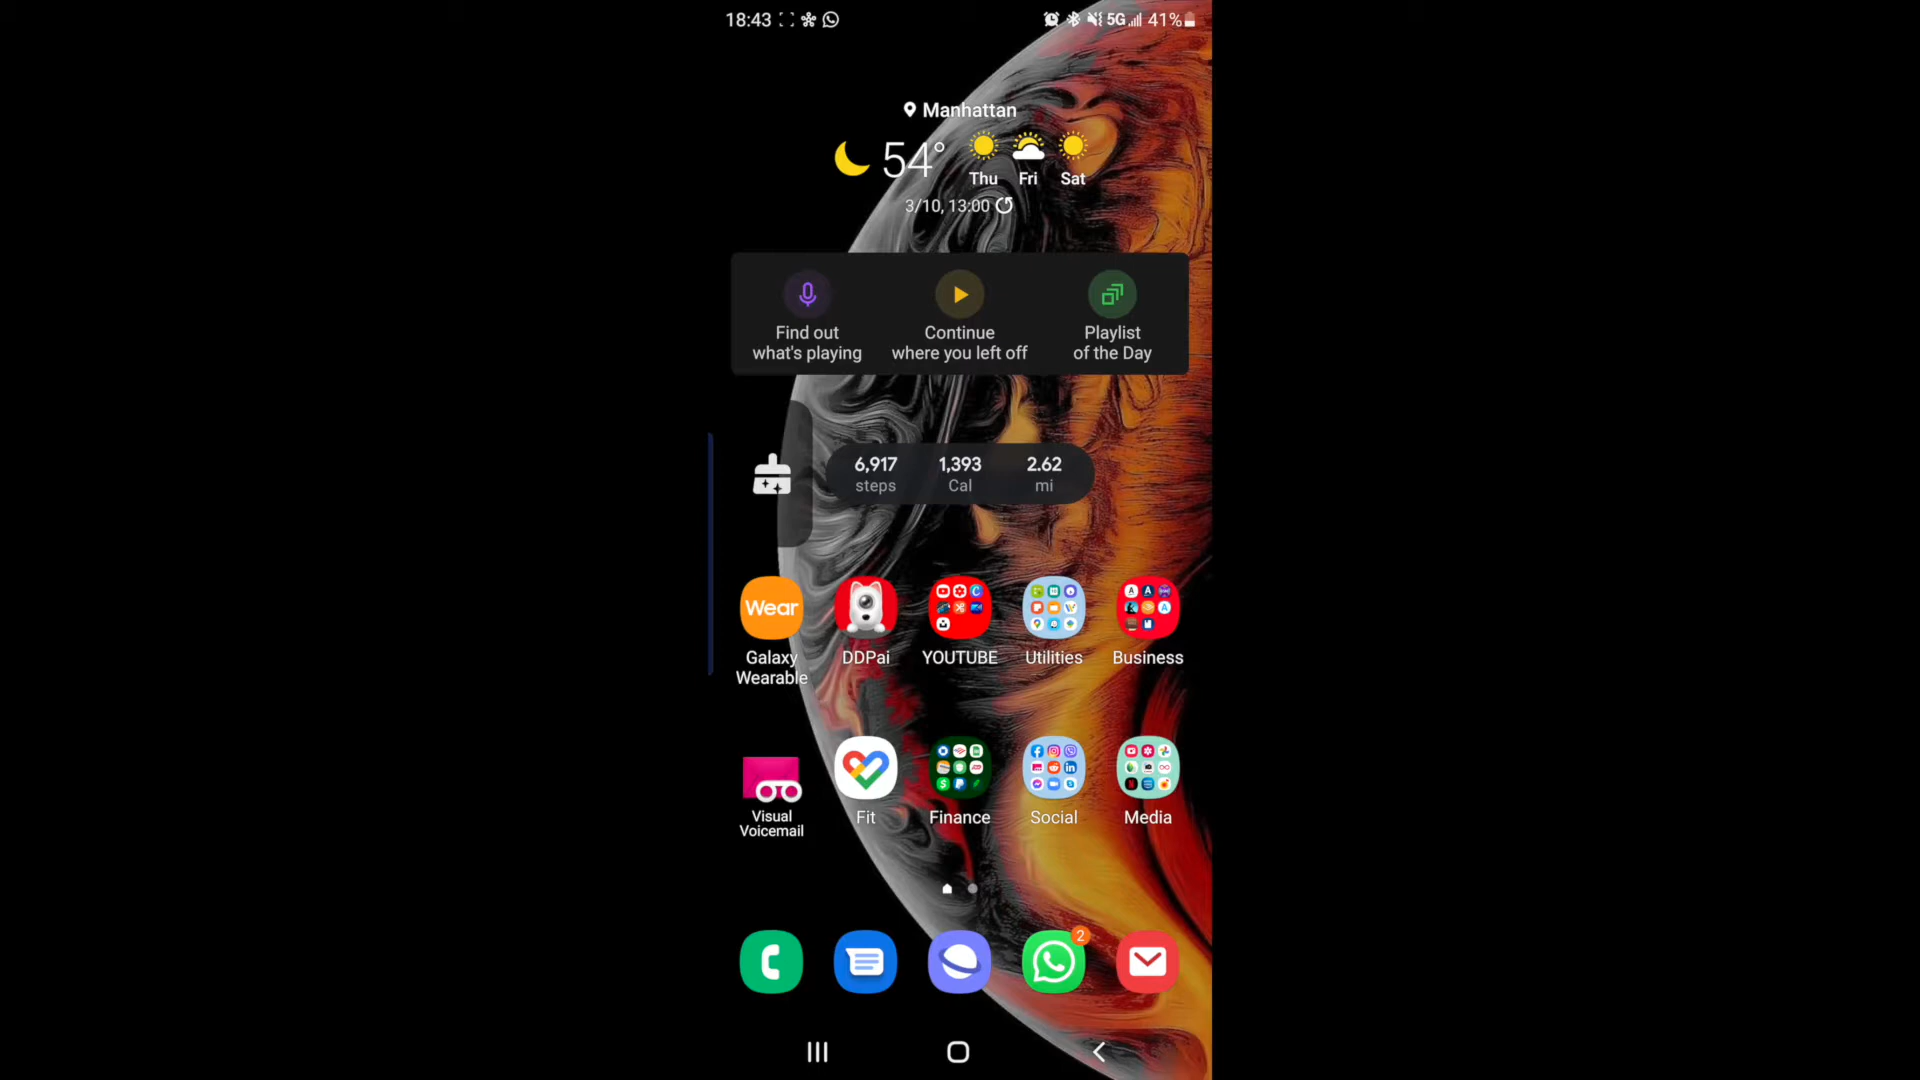 18:43
5G 41%
Manhattan
54°
Thu Fri Sat
3/10, 13:00
Find out
what's playing
Continue
where you left off
Playlist
of the Day
6,917 1,393 2.62
steps Cal mi
Wear
Galaxy
Wearable
DDPai
YOUTUBE
Utilities
Business
Visual
Voicemail
Fit
Finance
Social
Media
2